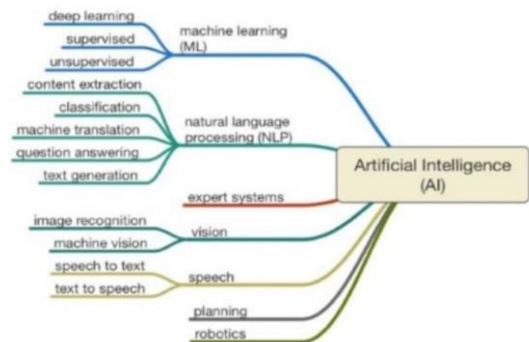 deep learning
supervised
unsupervised
machine learning
(ML)
content extraction
classification
machine translation
question answering
text generation
natural language
processing (NLP)
expert systems
image recognition
machine vision
vision
speech to text
text to speech
speech
planning
robotics
Artificial Intelligence
(AI)